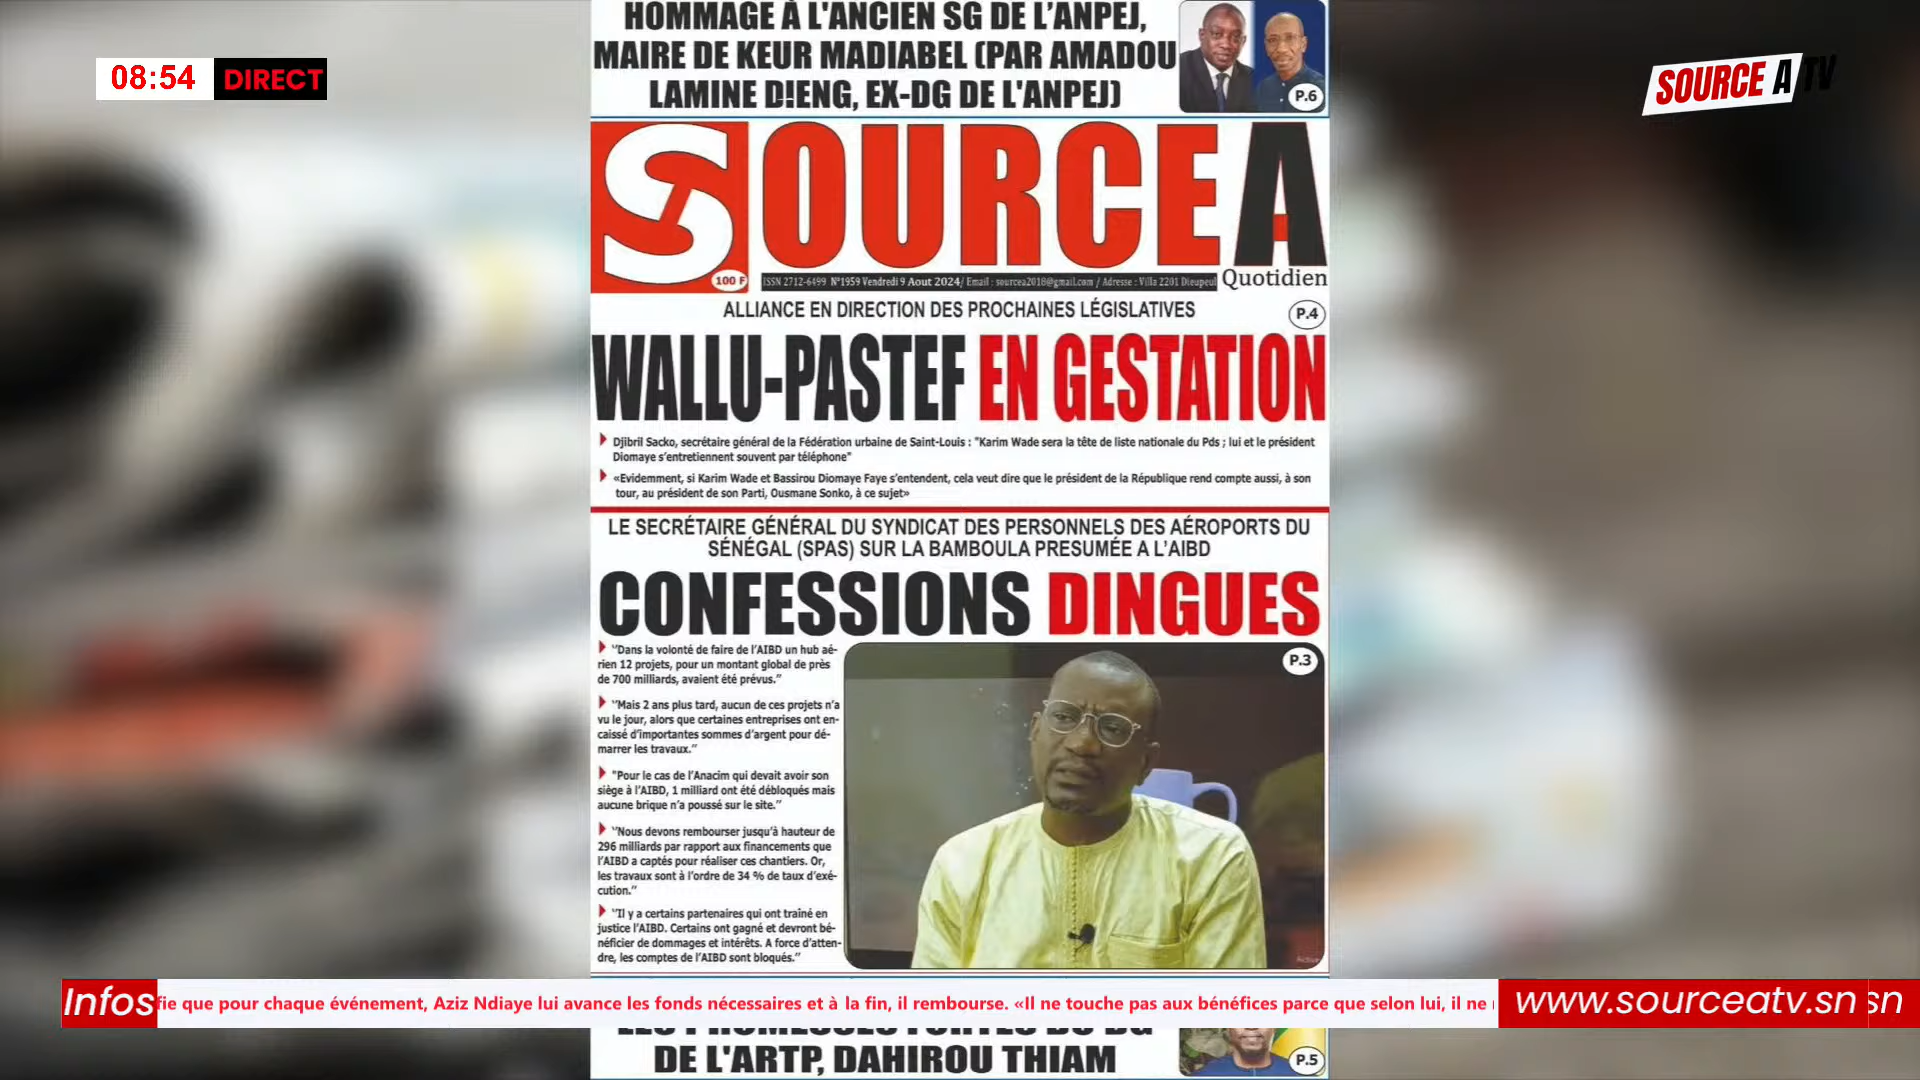 08:54 DIRECT
SOURCE A TV
HOMMAGE À L'ANCIEN SG DE L'ANPEJ,
MAIRE DE KEUR MADIABEL (PAR AMADOU
LAMINE DIENG, EX-DG DE L'ANPEJ)
P.6
S
SOURCE A
100 F
ISSN 2712-6499 N°1959 Vendredi 9 Aout 2024/ Email : sourcea2018@gmail.com / Adresse : Villa 2201 Dieupeul
Quotidien
ALLIANCE EN DIRECTION DES PROCHAINES LÉGISLATIVES
P.4
WALLU-PASTEF EN GESTATION
Djibril Sacko, secrétaire général de la Fédération urbaine de Saint-Louis : "Karim Wade sera la tête de liste nationale du Pds ; lui et le président
Diomaye s'entretiennent souvent par téléphone"
«Evidemment, si Karim Wade et Bassirou Diomaye Faye s'entendent, cela veut dire que le président de la République rend compte aussi, à son
tour, au président de son Parti, Ousmane Sonko, à ce sujet»
LE SECRÉTAIRE GÉNÉRAL DU SYNDICAT DES PERSONNELS DES AÉROPORTS DU
SÉNÉGAL (SPAS) SUR LA BAMBOULA PRESUMÉE A L'AIBD
CONFESSIONS DINGUES
P.3
"Dans la volonté de faire de l'AIBD un hub aé-
rien 12 projets, pour un montant global de près
de 700 milliards, avaient été prévus."
"Mais 2 ans plus tard, aucun de ces projets n'a
vu le jour, alors que certaines entreprises ont en-
caissé d'importantes sommes d'argent pour dé-
marrer les travaux."
"Pour le cas de l'Anacim qui devait avoir son
siège à l'AIBD, 1 milliard ont été débloqués mais
aucune brique n'a poussé sur le site."
"Nous devons rembourser jusqu'à hauteur de
296 milliards par rapport aux financements que
l'AIBD a captés pour réaliser ces chantiers. Or,
les travaux sont à l'ordre de 34 % de taux d'exé-
cution."
"Il y a certains partenaires qui ont traîné en
justice l'AIBD. Certains ont gagné et devront bé-
néficier de dommages et intérêts. A force d'atten-
dre, les comptes de l'AIBD sont bloqués."
Infos
fie que pour chaque événement, Aziz Ndiaye lui avance les fonds nécessaires et à la fin, il rembourse. «Il ne touche pas aux bénéfices parce que selon lui, il ne
www.sourceatv.sn sn
LES PROMESSES FORTES DU DG
DE L'ARTP, DAHIROU THIAM
P.5